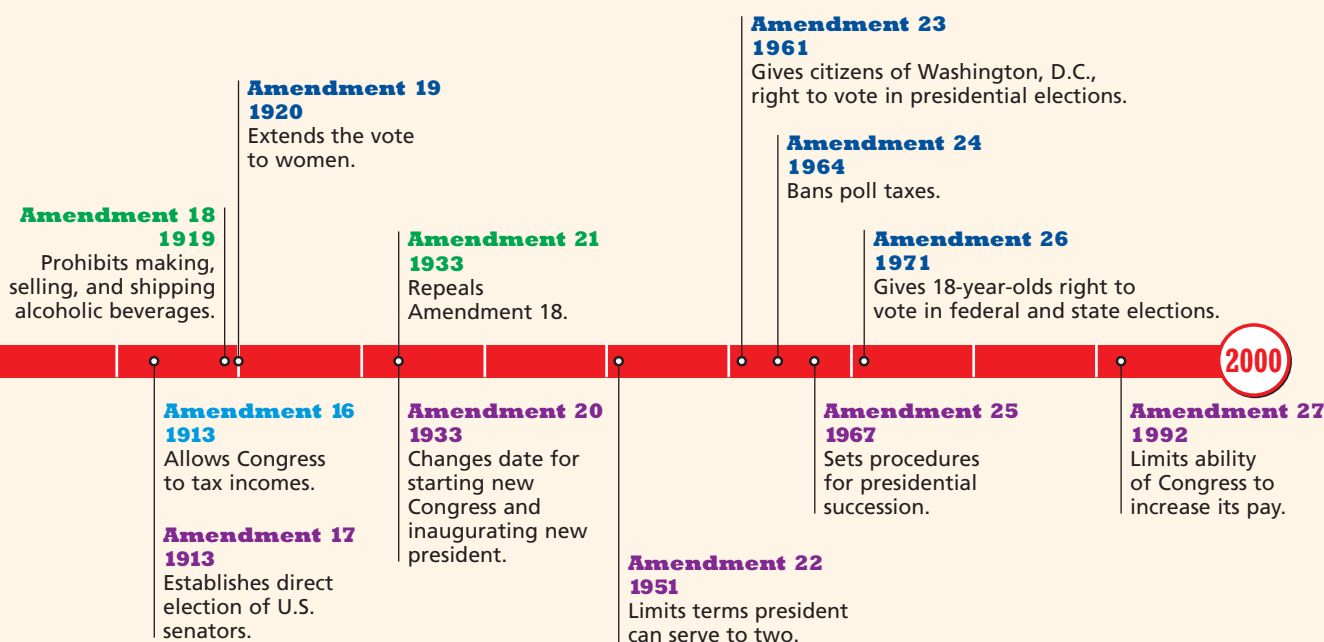 Amendment 23
1961
Gives citizens of Washington, D.C.,
right to vote in presidential elections.
Amendment 19
1920
Extends the vote
to women.
Amendment 24
1964
Bans poll taxes.
Amendment 18
1919
Prohibits making,
selling, and shipping
alcoholic beverages.
Amendment 21
1933
Repeals
Amendment 18.
Amendment 26
1971
Gives 18-year-olds right to
vote in federal and state elections.
2000
Amendment 16
1913
Allows Congress
to tax incomes.
Amendment 17
1913
Establishes direct
election of U.S.
senators.
Amendment 20
1933
Changes date for
starting new
Congress and
inaugurating new
president.
Amendment 22
1951
Limits terms president
can serve to two.
Amendment 25
1967
Sets procedures
for presidential
succession.
Amendment 27
1992
Limits ability
of Congress to
increase its pay.